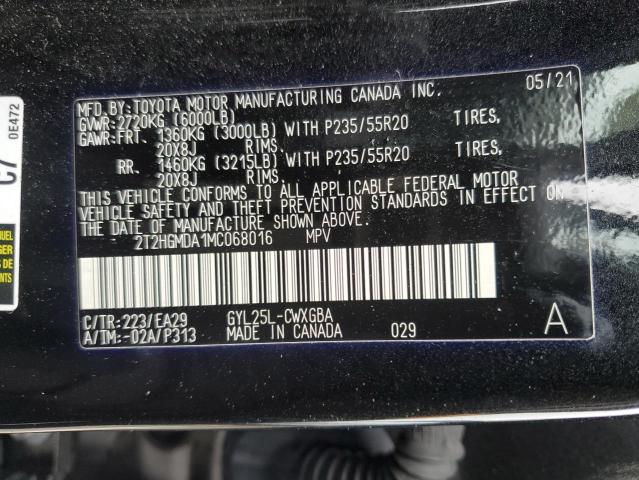 MFD.BY:TOYOTA MOTOR MANUFACTURING CANADA INC. 05/21
GVWR:2720KG (6000LB)
GAWR:FRT. 1360KG (3000LB) WITH P235/55R20 TIRES,
20X8J RIMS.
RR. 1460KG (3215LB) WITH P235/55R20 TIRES,
20X8J RIMS.
THIS VEHICLE CONFORMS TO ALL APPLICABLE FEDERAL MOTOR
VEHICLE SAFETY AND THEFT PREVENTION STANDARDS IN EFFECT ON
THE DATE OF MANUFACTURE SHOWN ABOVE.
2T2HGMDA1MC068016 MPV
C/TR:223/EA29 GYL25L-CWXGBA
A/TM:-02A/P313 MADE IN CANADA 029 A
0E472
C7